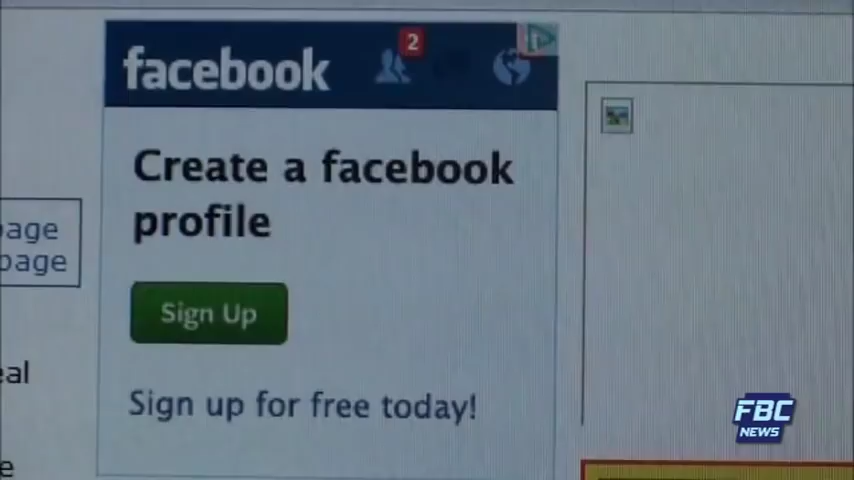 facebook
2
Create a facebook
profile
page
page
Sign Up
eal
Sign up for free today!
e
FBC
NEWS